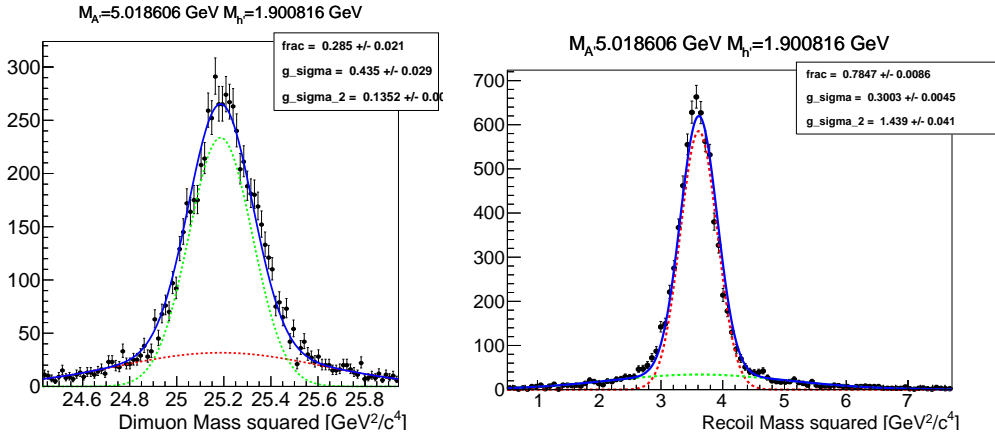 M_A'=5.018606 GeV M_h'=1.900816 GeV
frac = 0.285 +/- 0.021
g_sigma = 0.435 +/- 0.029
g_sigma_2 = 0.1352 +/- 0.00
300
250
200
150
100
50
0
24.6 24.8 25 25.2 25.4 25.6 25.8
Dimuon Mass squared [GeV²/c⁴]
M_A'5.018606 GeV M_h'=1.900816 GeV
frac = 0.7847 +/- 0.0086
g_sigma = 0.3003 +/- 0.0045
g_sigma_2 = 1.439 +/- 0.041
700
600
500
400
300
200
100
0
1 2 3 4 5 6 7
Recoil Mass squared [GeV²/c⁴]